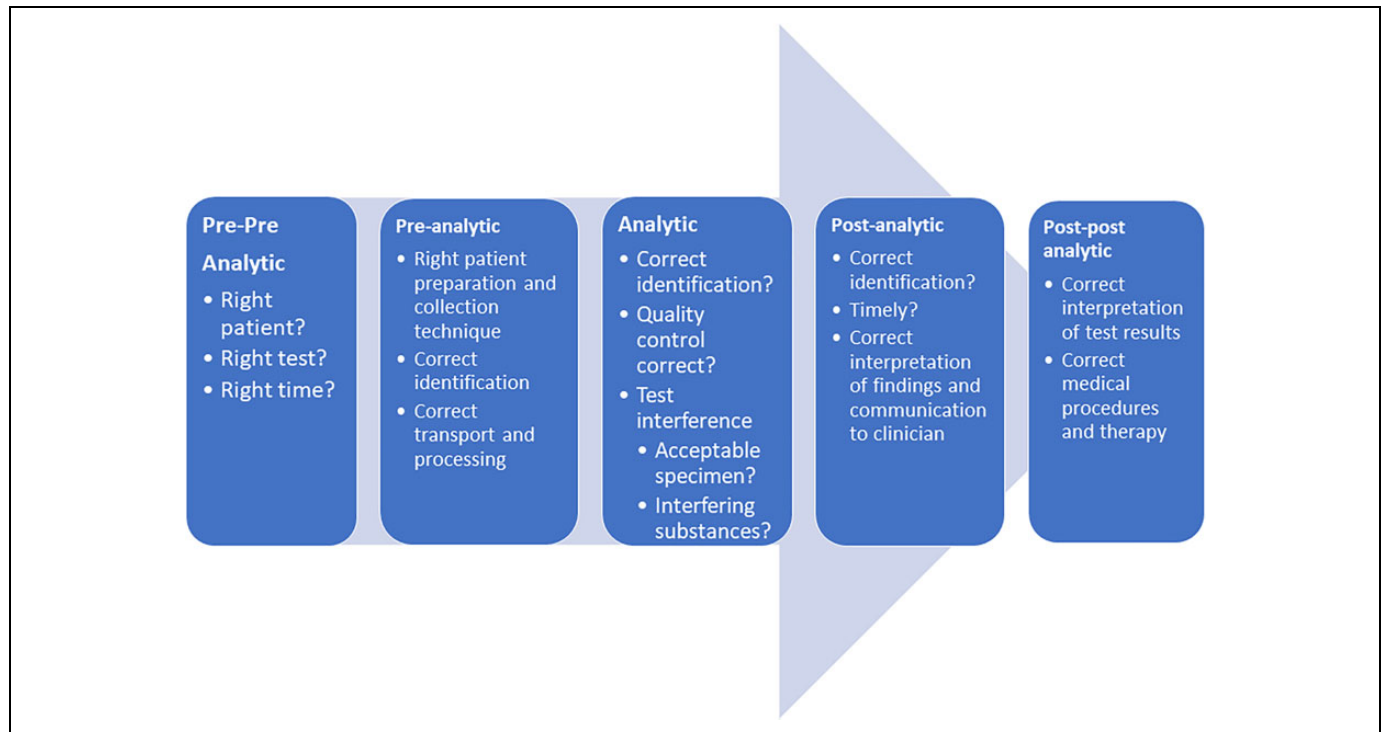 Pre-Pre
Analytic
• Right
patient?
• Right test?
• Right time?
Pre-analytic
• Right patient
preparation and
collection
technique
• Correct
identification
• Correct
transport and
processing
Analytic
• Correct
identification?
• Quality
control
correct?
• Test
interference
• Acceptable
specimen?
• Interfering
substances?
Post-analytic
• Correct
identification?
• Timely?
• Correct
interpretation
of findings and
communication
to clinician
Post-post
analytic
• Correct
interpretation
of test results
• Correct
medical
procedures
and therapy